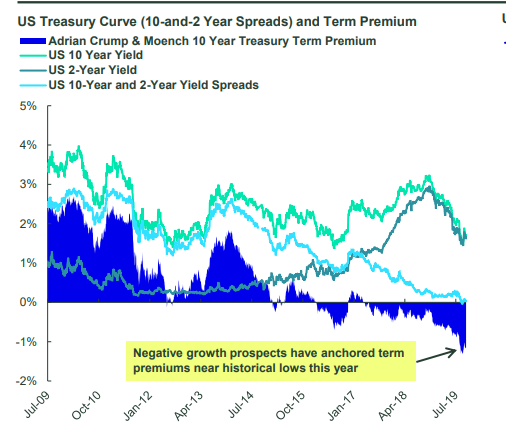 US Treasury Curve (10-and-2 Year Spreads) and Term Premium
Adrian Crump & Moench 10 Year Treasury Term Premium
US 10 Year Yield
US 2-Year Yield
US 10-Year and 2-Year Yield Spreads
5%
4%
3%
2%
1%
0%
-1%
-2%
Negative growth prospects have anchored term
premiums near historical lows this year
Jul-09
Oct-10
Jan-12
Apr-13
Jul-14
Oct-15
Jan-17
Apr-18
Jul-19